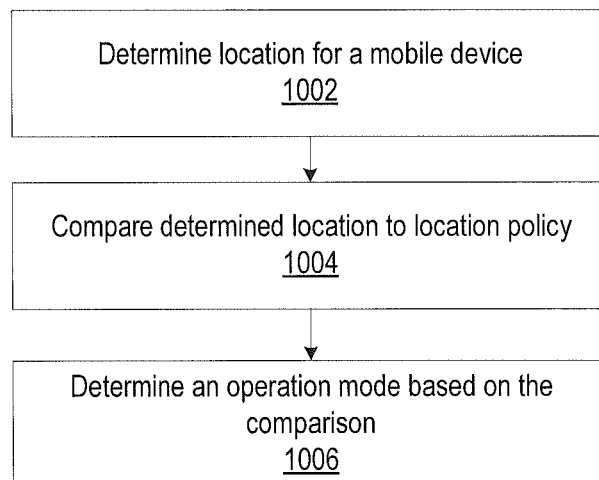 Determine location for a mobile device
1002
Compare determined location to location policy
1004
Determine an operation mode based on the
comparison
1006